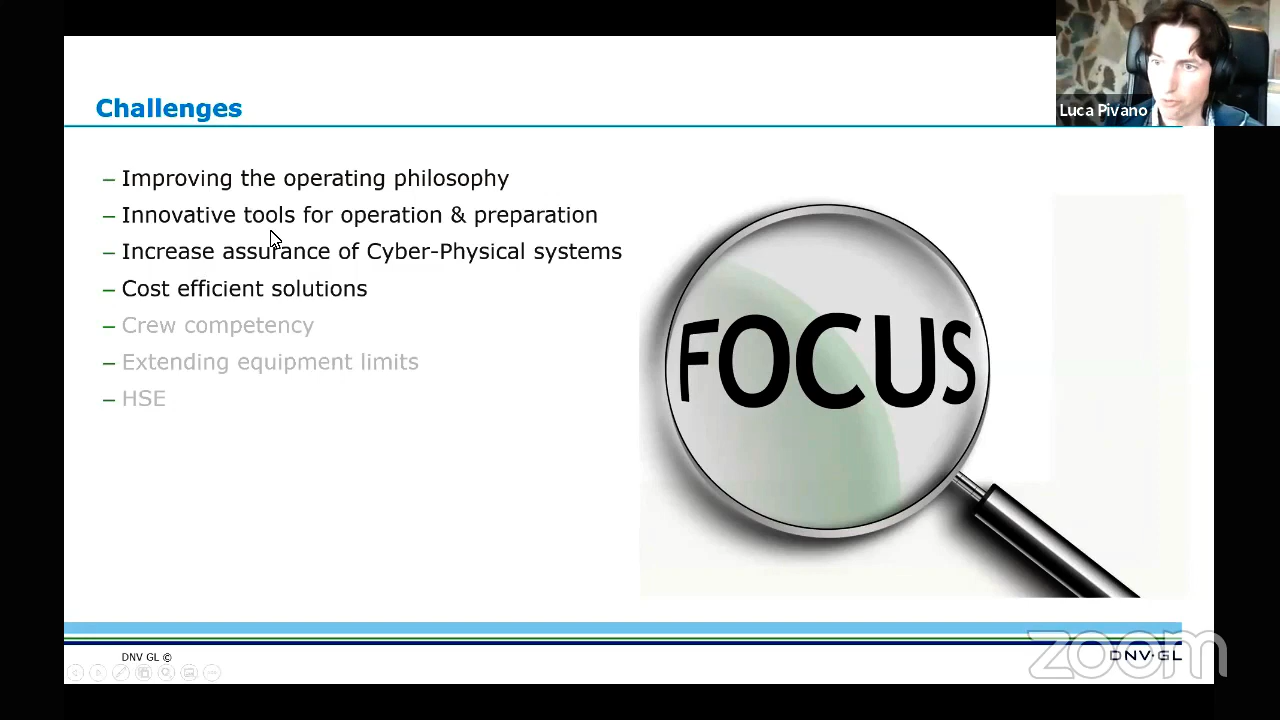 Luca Pivano
Challenges
– Improving the operating philosophy
– Innovative tools for operation & preparation
– Increase assurance of Cyber-Physical systems
– Cost efficient solutions
– Crew competency
– Extending equipment limits
– HSE
FOCUS
DNV GL ©
DNV·GL
zoom